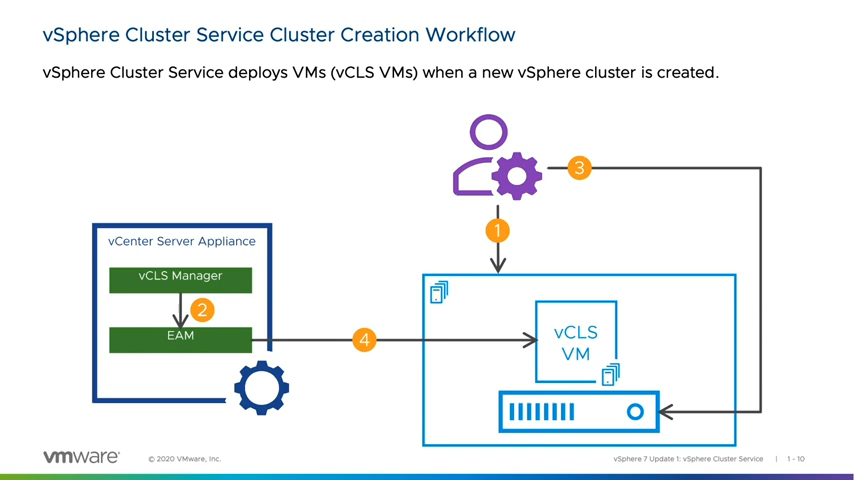 vSphere Cluster Service Cluster Creation Workflow
vSphere Cluster Service deploys VMs (vCLS VMs) when a new vSphere cluster is created.
3
1
vCenter Server Appliance
vCLS Manager
2
EAM
4
vCLS
VM
vmware®
© 2020 VMware, Inc.
vSphere 7 Update 1: vSphere Cluster Service | 1 - 10